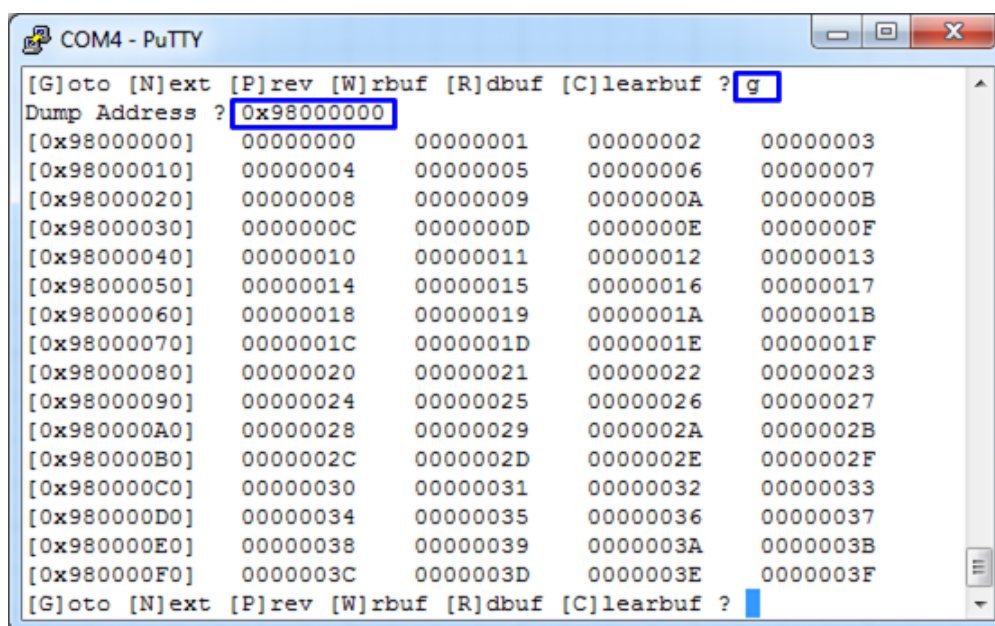 COM4 - PuTTY
[G]oto [N]ext [P]rev [W]rbuf [R]dbuf [C]learbuf ? g
Dump Address ? 0x98000000
[0x98000000] 00000000 00000001 00000002 00000003
[0x98000010] 00000004 00000005 00000006 00000007
[0x98000020] 00000008 00000009 0000000A 0000000B
[0x98000030] 0000000C 0000000D 0000000E 0000000F
[0x98000040] 00000010 00000011 00000012 00000013
[0x98000050] 00000014 00000015 00000016 00000017
[0x98000060] 00000018 00000019 0000001A 0000001B
[0x98000070] 0000001C 0000001D 0000001E 0000001F
[0x98000080] 00000020 00000021 00000022 00000023
[0x98000090] 00000024 00000025 00000026 00000027
[0x980000A0] 00000028 00000029 0000002A 0000002B
[0x980000B0] 0000002C 0000002D 0000002E 0000002F
[0x980000C0] 00000030 00000031 00000032 00000033
[0x980000D0] 00000034 00000035 00000036 00000037
[0x980000E0] 00000038 00000039 0000003A 0000003B
[0x980000F0] 0000003C 0000003D 0000003E 0000003F
[G]oto [N]ext [P]rev [W]rbuf [R]dbuf [C]learbuf ?